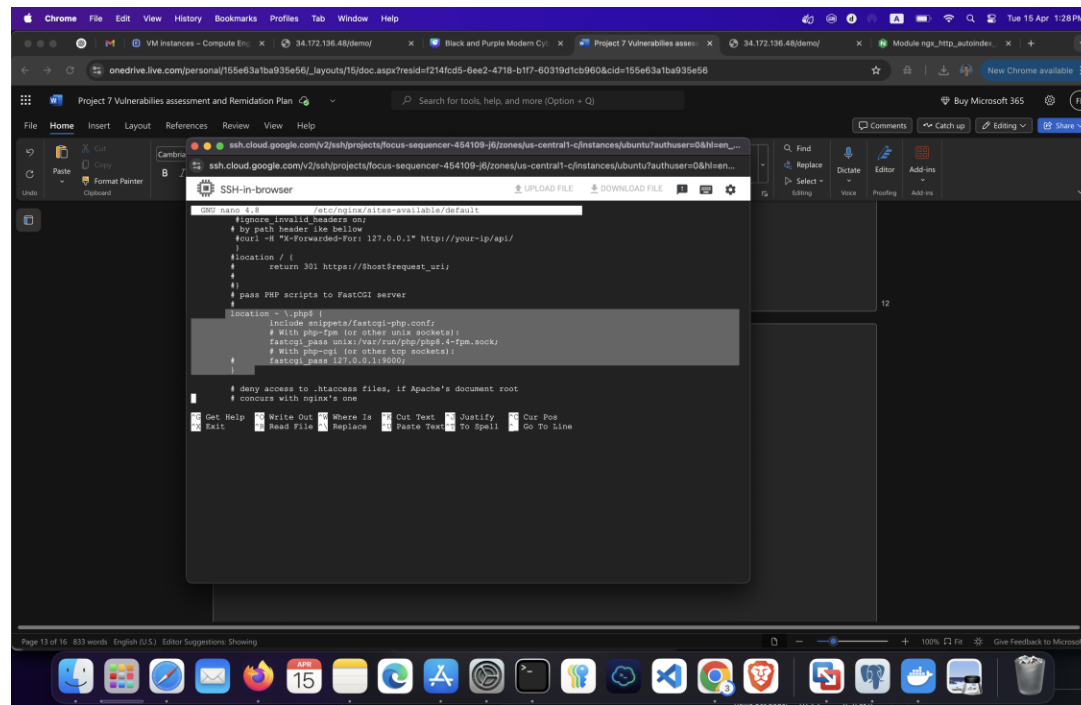 Chrome File Edit View History Bookmarks Profiles Tab Window Help
Tue 15 Apr 1:28 PM
VM instances – Compute Eng
34.172.136.48/demo/
Black and Purple Modern Cyb
Project 7 Vulnerabilies asses
34.172.136.48/demo/
Module ngx_http_autoindex_
onedrive.live.com/personal/155e63a1ba935e56/_layouts/15/doc.aspx?resid=f214fcd5-6ee2-4718-b1f7-60319d1cb960&cid=155e63a1ba935e56
New Chrome available
Project 7 Vulnerabilies assessment and Remidation Plan
Search for tools, help, and more (Option + Q)
Buy Microsoft 365
File Home Insert Layout References Review View Help
Comments Catch up Editing Share
Paste
Cut
Copy
Format Painter
Undo
Clipboard
Cambria
B
Find
Replace
Select
Editing
Dictate
Voice
Editor
Proofing
Add-ins
Add-ins
ssh.cloud.google.com/v2/ssh/projects/focus-sequencer-454109-j6/zones/us-central1-c/instances/ubuntu?authuser=0&hl=en_...
ssh.cloud.google.com/v2/ssh/projects/focus-sequencer-454109-j6/zones/us-central1-c/instances/ubuntu?authuser=0&hl=en...
SSH-in-browser
UPLOAD FILE DOWNLOAD FILE
GNU nano 4.8 /etc/nginx/sites-available/default
#ignore_invalid_headers on;
# by path header ike bellow
#curl -H "X-Forwarded-For: 127.0.0.1" http://your-ip/api/
}
#location / {
# return 301 https://$host$request_uri;
#
#}
# pass PHP scripts to FastCGI server
#
location ~ \.php$ {
include snippets/fastcgi-php.conf;
# With php-fpm (or other unix sockets):
fastcgi_pass unix:/var/run/php/php8.4-fpm.sock;
# With php-cgi (or other tcp sockets):
# fastcgi_pass 127.0.0.1:9000;
}
# deny access to .htaccess files, if Apache's document root
# concurs with nginx's one
^G Get Help ^O Write Out ^W Where Is ^K Cut Text ^J Justify ^C Cur Pos
^X Exit ^R Read File ^\ Replace ^U Paste Text ^T To Spell ^_ Go To Line
12
Page 13 of 16 833 words English (U.S.) Editor Suggestions: Showing
100% Fit Give Feedback to Microsof
APR
15
3